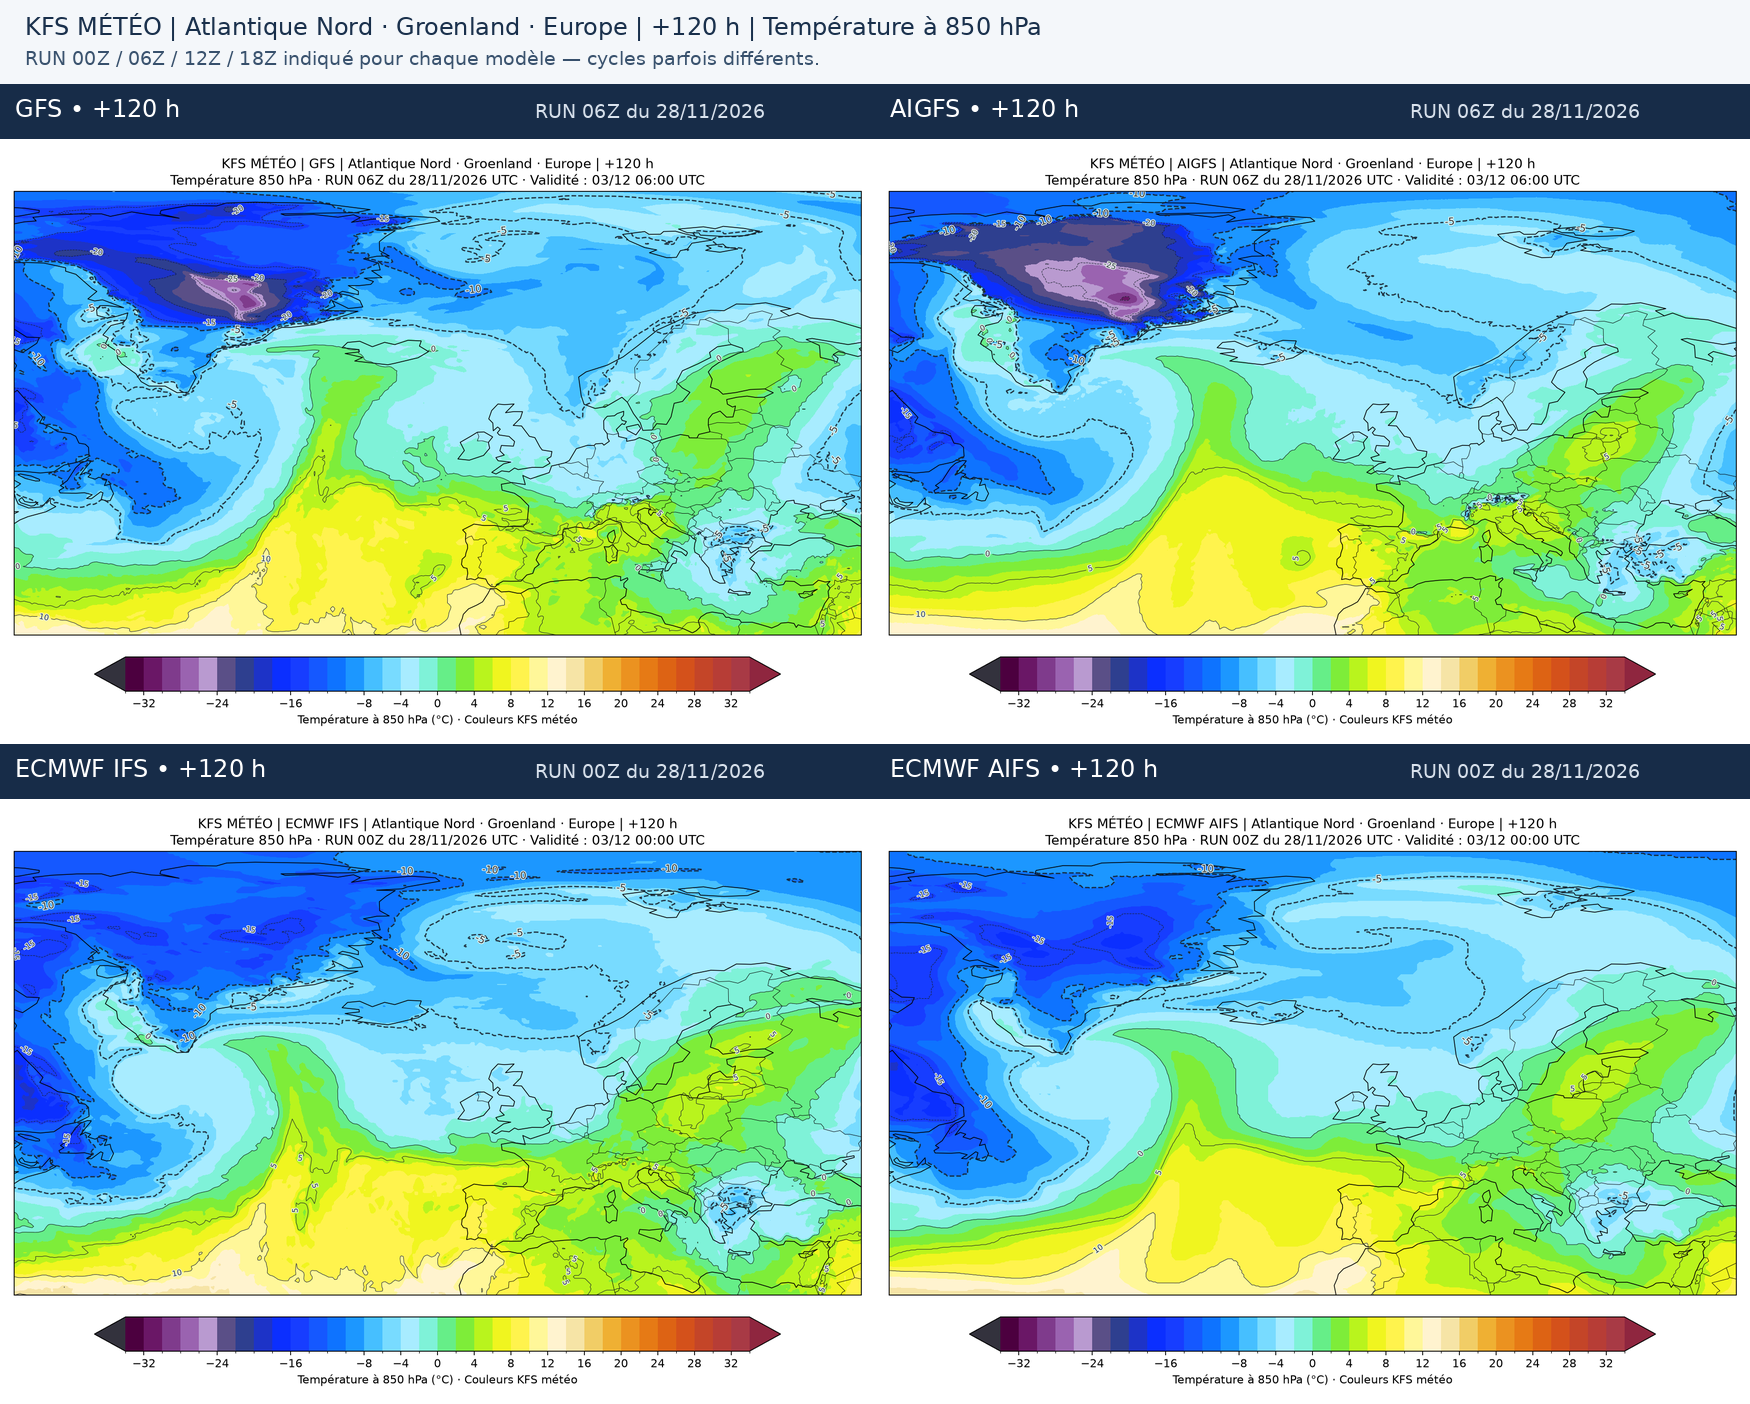 KFS MÉTÉO | Atlantique Nord · Groenland · Europe | +120 h | Température à 850 hPa
RUN 00Z / 06Z / 12Z / 18Z indiqué pour chaque modèle — cycles parfois différents.
GFS • +120 h
RUN 06Z du 28/11/2026
AIGFS • +120 h
RUN 06Z du 28/11/2026
KFS MÉTÉO | GFS | Atlantique Nord · Groenland · Europe | +120 h
Température 850 hPa · RUN 06Z du 28/11/2026 UTC · Validité : 03/12 06:00 UTC
KFS MÉTÉO | AIGFS | Atlantique Nord · Groenland · Europe | +120 h
Température 850 hPa · RUN 06Z du 28/11/2026 UTC · Validité : 03/12 06:00 UTC
−32 −24 −16 −8 −4 0 4 8 12 16 20 24 28 32
Température à 850 hPa (°C) · Couleurs KFS météo
−32 −24 −16 −8 −4 0 4 8 12 16 20 24 28 32
Température à 850 hPa (°C) · Couleurs KFS météo
ECMWF IFS • +120 h
RUN 00Z du 28/11/2026
ECMWF AIFS • +120 h
RUN 00Z du 28/11/2026
KFS MÉTÉO | ECMWF IFS | Atlantique Nord · Groenland · Europe | +120 h
Température 850 hPa · RUN 00Z du 28/11/2026 UTC · Validité : 03/12 00:00 UTC
KFS MÉTÉO | ECMWF AIFS | Atlantique Nord · Groenland · Europe | +120 h
Température 850 hPa · RUN 00Z du 28/11/2026 UTC · Validité : 03/12 00:00 UTC
−32 −24 −16 −8 −4 0 4 8 12 16 20 24 28 32
Température à 850 hPa (°C) · Couleurs KFS météo
−32 −24 −16 −8 −4 0 4 8 12 16 20 24 28 32
Température à 850 hPa (°C) · Couleurs KFS météo